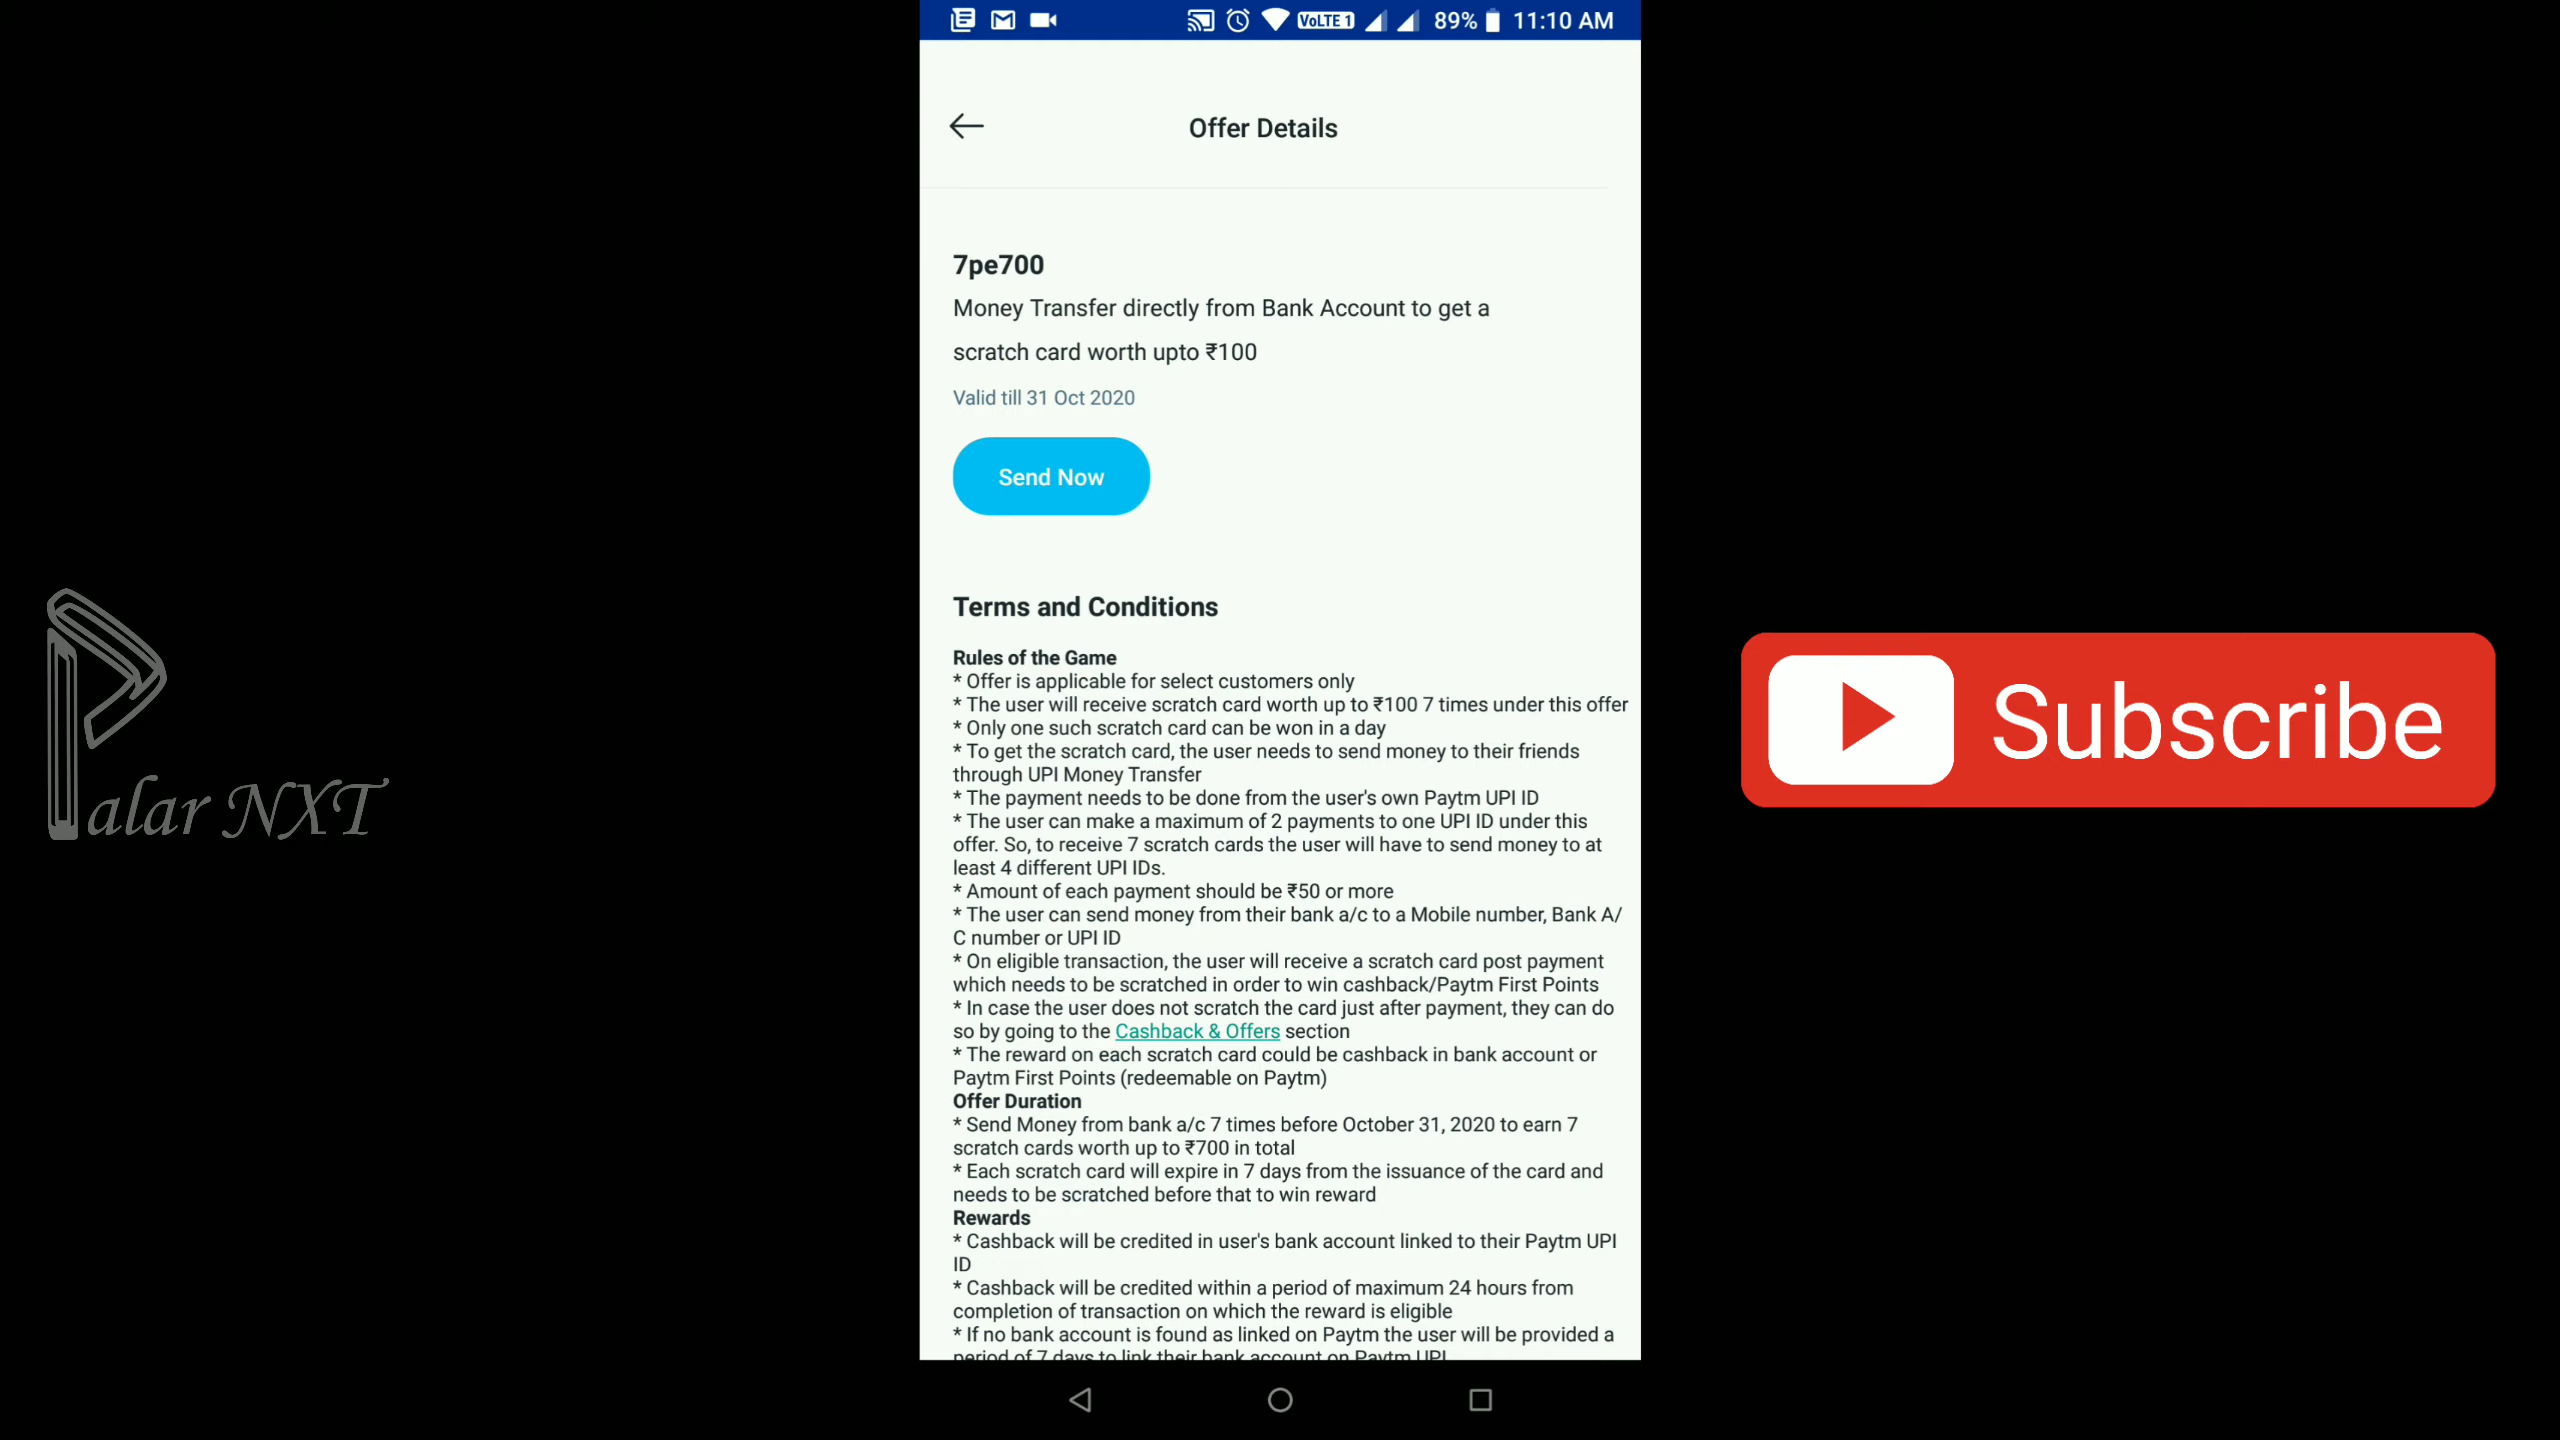 VoLTE 1 89% 11:10 AM
Offer Details
7pe700
Money Transfer directly from Bank Account to get a
scratch card worth upto ₹100
Valid till 31 Oct 2020
Send Now
Terms and Conditions
Rules of the Game
* Offer is applicable for select customers only
* The user will receive scratch card worth up to ₹100 7 times under this offer
* Only one such scratch card can be won in a day
* To get the scratch card, the user needs to send money to their friends
through UPI Money Transfer
* The payment needs to be done from the user's own Paytm UPI ID
* The user can make a maximum of 2 payments to one UPI ID under this
offer. So, to receive 7 scratch cards the user will have to send money to at
least 4 different UPI IDs.
* Amount of each payment should be ₹50 or more
* The user can send money from their bank a/c to a Mobile number, Bank A/
C number or UPI ID
* On eligible transaction, the user will receive a scratch card post payment
which needs to be scratched in order to win cashback/Paytm First Points
* In case the user does not scratch the card just after payment, they can do
so by going to the Cashback & Offers section
* The reward on each scratch card could be cashback in bank account or
Paytm First Points (redeemable on Paytm)
Offer Duration
* Send Money from bank a/c 7 times before October 31, 2020 to earn 7
scratch cards worth up to ₹700 in total
* Each scratch card will expire in 7 days from the issuance of the card and
needs to be scratched before that to win reward
Rewards
* Cashback will be credited in user's bank account linked to their Paytm UPI
ID
* Cashback will be credited within a period of maximum 24 hours from
completion of transaction on which the reward is eligible
* If no bank account is found as linked on Paytm the user will be provided a
period of 7 days to link their bank account on Paytm UPI
Palar NXT
Subscribe